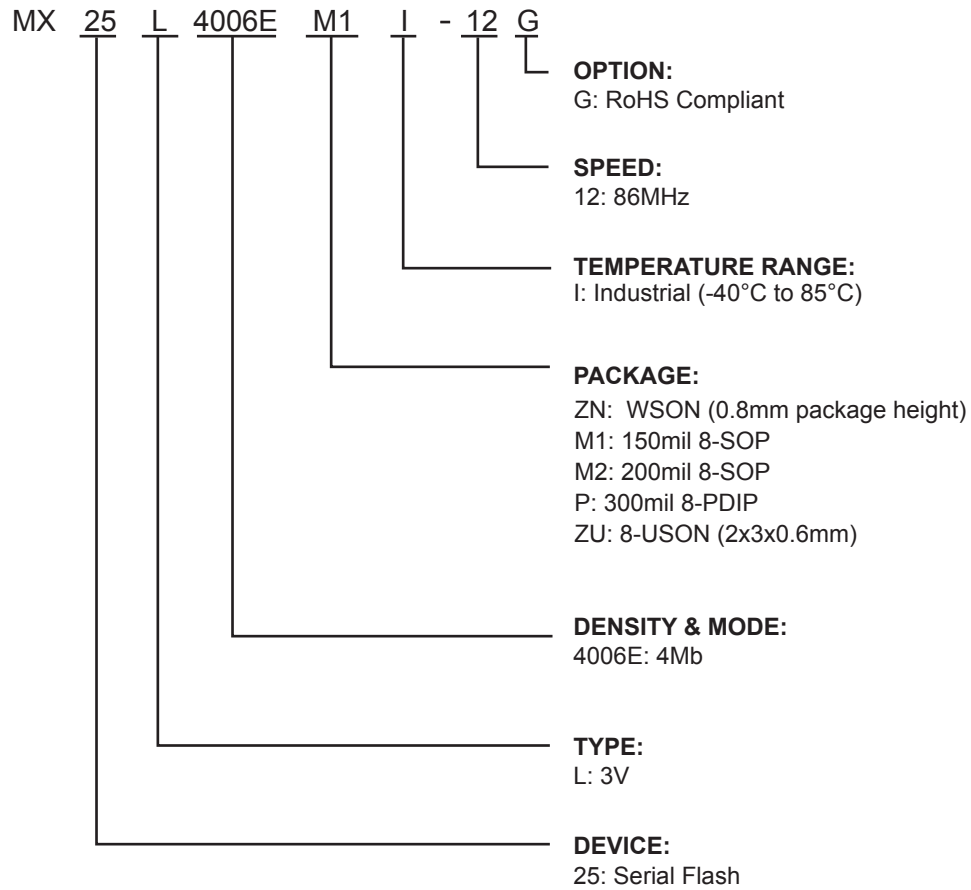 MX 25 L 4006E M1 I - 12 G
OPTION:
G: RoHS Compliant
SPEED:
12: 86MHz
TEMPERATURE RANGE:
I: Industrial (-40°C to 85°C)
PACKAGE:
ZN: WSON (0.8mm package height)
M1: 150mil 8-SOP
M2: 200mil 8-SOP
P: 300mil 8-PDIP
ZU: 8-USON (2x3x0.6mm)
DENSITY & MODE:
4006E: 4Mb
TYPE:
L: 3V
DEVICE:
25: Serial Flash